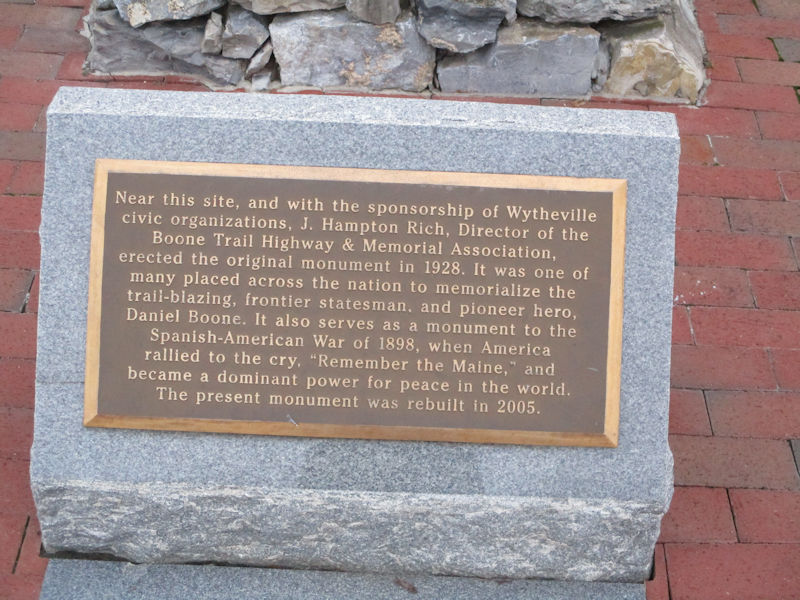 Near this site, and with the sponsorship of Wytheville
civic organizations, J. Hampton Rich, Director of the
Boone Trail Highway & Memorial Association,
erected the original monument in 1928. It was one of
many placed across the nation to memorialize the
trail-blazing, frontier statesman, and pioneer hero,
Daniel Boone. It also serves as a monument to the
Spanish-American War of 1898, when America
rallied to the cry, “Remember the Maine,” and
became a dominant power for peace in the world.
The present monument was rebuilt in 2005.